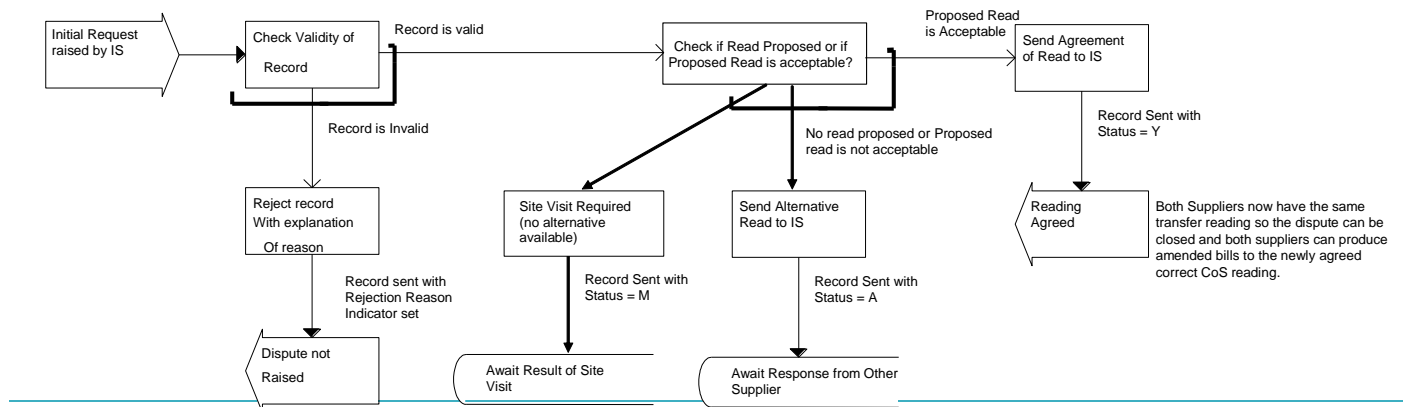 Initial Request
raised by IS
Check Validity of
Record
Record is valid
Check if Read Proposed or if
Proposed Read is acceptable?
Proposed Read
is Acceptable
Send Agreement
of Read to IS
Record is Invalid
No read proposed or Proposed
read is not acceptable
Record Sent with
Status = Y
Reject record
With explanation
Of reason
Site Visit Required
(no alternative
available)
Send Alternative
Read to IS
Reading
Agreed
Both Suppliers now have the same
transfer reading so the dispute can be
closed and both suppliers can produce
amended bills to the newly agreed
correct CoS reading.
Record sent with
Rejection Reason
Indicator set
Record Sent with
Status = M
Record Sent with
Status = A
Dispute not
Raised
Await Result of Site
Visit
Await Response from Other
Supplier